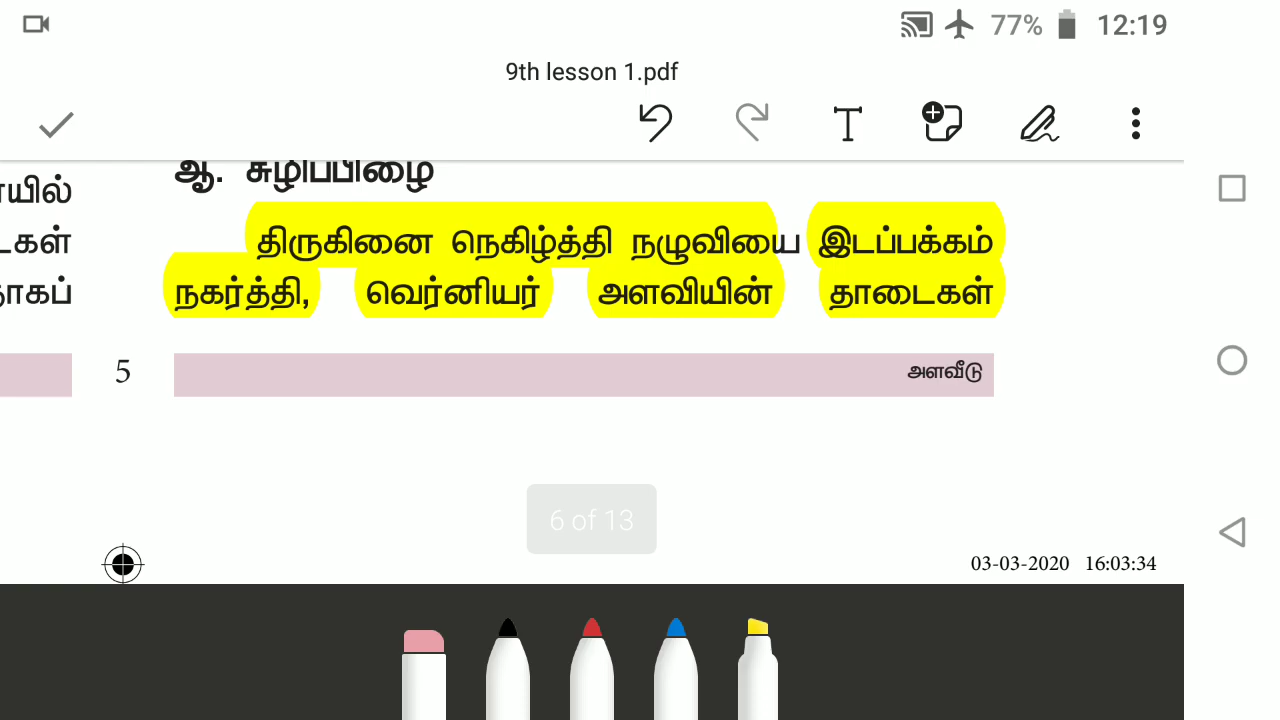 77% 12:19
9th lesson 1.pdf
டகள்
ஆ. சுழிப்பிழை
திருகினை நெகிழ்த்தி நழுவியை இடப்பக்கம்
நகர்த்தி, வெர்னியர் அளவியின் தாடைகள்
5
அளவீடு
6 of 13
03-03-2020 16:03:34